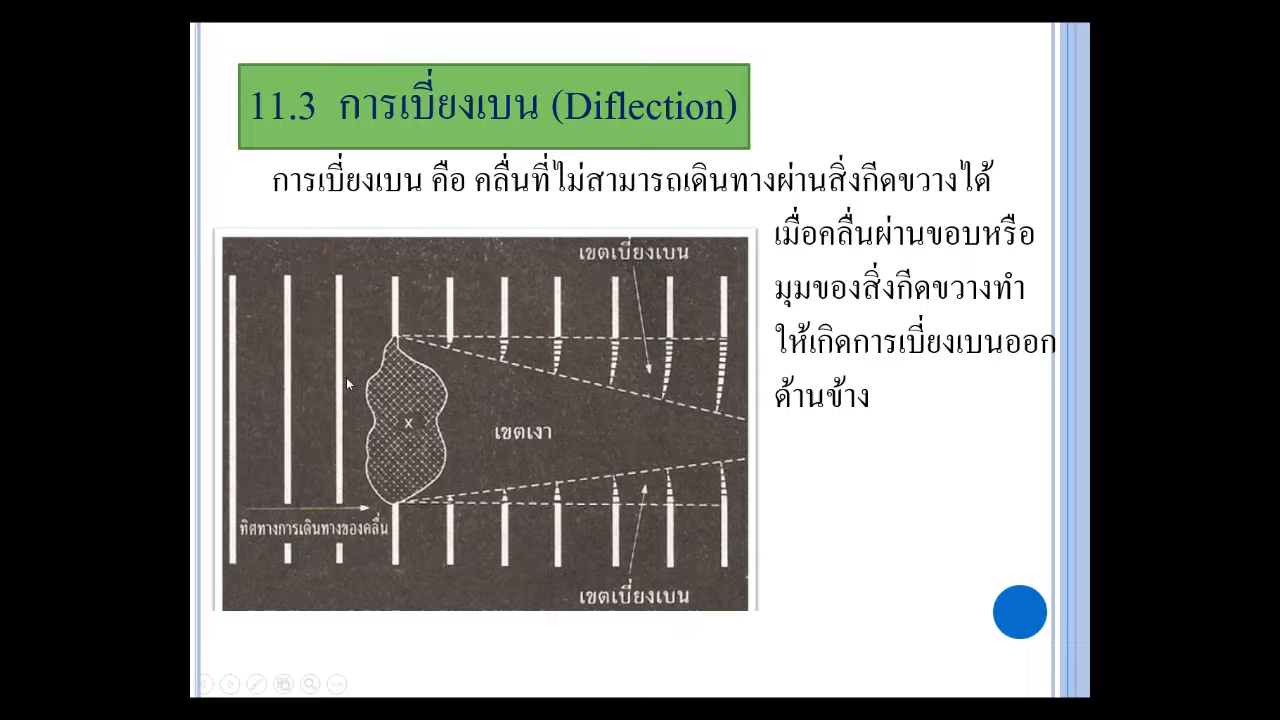 11.3 การเบี่ยงเบน (Diflection)
การเบี่ยงเบน คือ คลื่นที่ไม่สามารถเดินทางผ่านสิ่งกีดขวางได้
เมื่อคลื่นผ่านขอบหรือ
มุมของสิ่งกีดขวางทำ
ให้เกิดการเบี่ยงเบนออก
ด้านข้าง
เขตเบี่ยงเบน
X
เขตเงา
ทิศทางการเดินทางของคลื่น
เขตเบี่ยงเบน